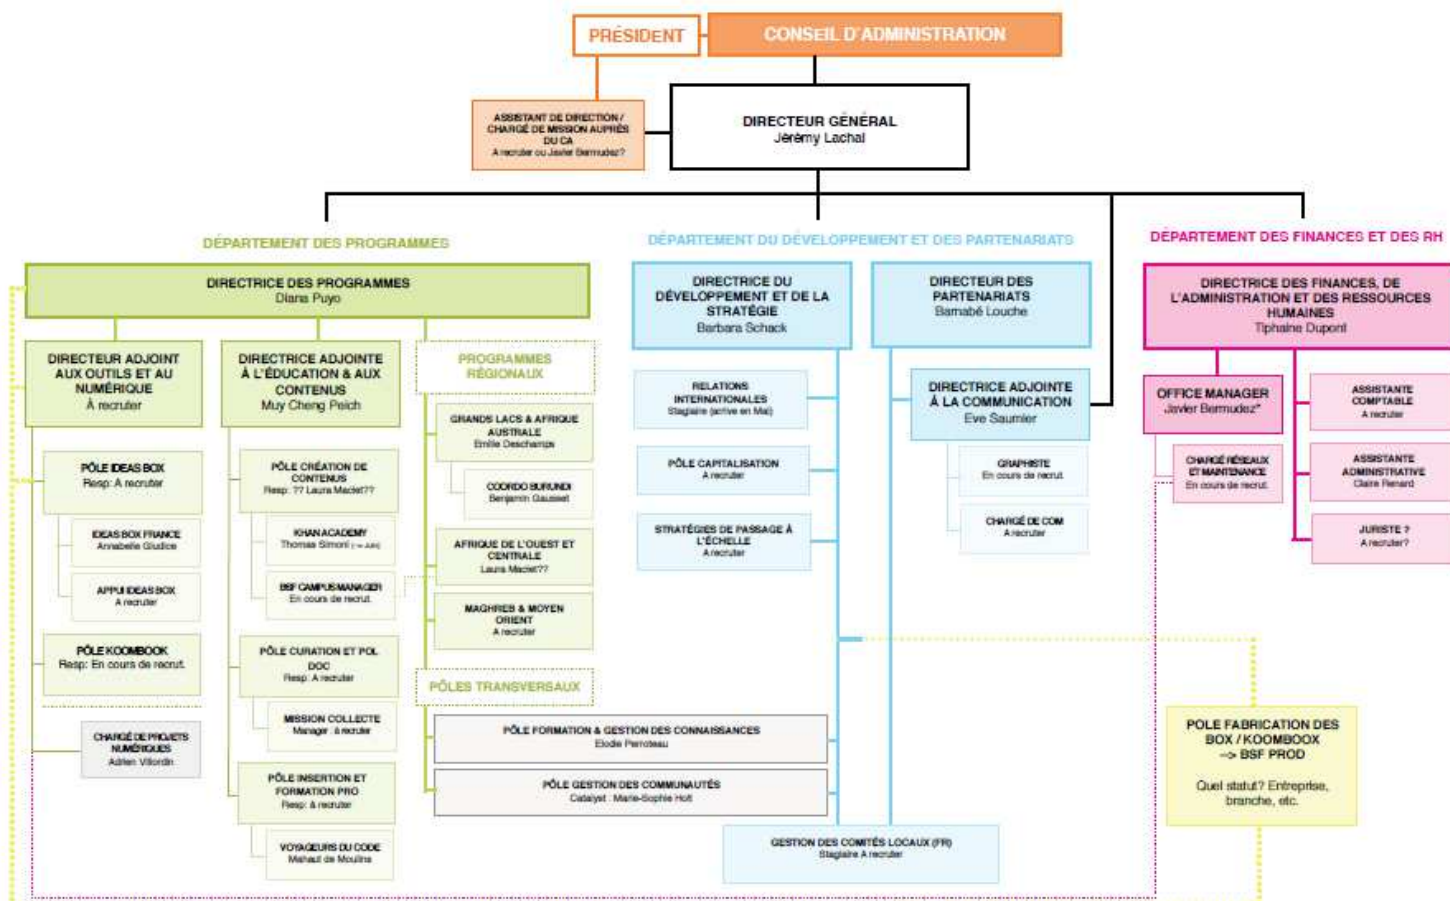 PRÉSIDENT
CONSEIL D'ADMINISTRATION
ASSISTANT DE DIRECTION /
CHARGÉ DE MISSION AUPRÈS
DU CA
A recruter ou Javier Bermudez?
DIRECTEUR GÉNÉRAL
Jérémy Lachal
DÉPARTEMENT DES PROGRAMMES
DIRECTRICE DES PROGRAMMES
Diana Puyo
DIRECTEUR ADJOINT
AUX OUTILS ET AU
NUMÉRIQUE
À recruter
PÔLE IDEAS BOX
Resp: A recruter
IDEAS BOX FRANCE
Annabelle Giudice
APPUI IDEAS BOX
A recruter
PÔLE KOOMBOOK
Resp: En cours de recrut.
CHARGÉ DE PROJETS
NUMÉRIQUES
Adrien Villordin
DIRECTRICE ADJOINTE
À L'ÉDUCATION & AUX
CONTENUS
Muy Cheng Peich
PÔLE CRÉATION DE
CONTENUS
Resp: ?? Laura Maclet??
KHAN ACADEMY
Thomas Simoni
BSF CAMPUS MANAGER
En cours de recrut.
PÔLE CURATION ET POL
DOC
Resp: A recruter
MISSION COLLECTE
Manager : à recruter
PÔLE INSERTION ET
FORMATION PRO
Resp: à recruter
VOYAGEURS DU CODE
Mahaut de Moulins
PROGRAMMES
RÉGIONAUX
GRANDS LACS & AFRIQUE
AUSTRALE
Emilie Deschamps
COORDO BURUNDI
Benjamin Gausset
AFRIQUE DE L'OUEST ET
CENTRALE
Laura Maclet??
MAGHREB & MOYEN
ORIENT
A recruter
PÔLES TRANSVERSAUX
PÔLE FORMATION & GESTION DES CONNAISSANCES
Elodie Perroteau
PÔLE GESTION DES COMMUNAUTÉS
Catalyst : Marie-Sophie Holt
DÉPARTEMENT DU DÉVELOPPEMENT ET DES PARTENARIATS
DIRECTRICE DU
DÉVELOPPEMENT ET DE LA
STRATÉGIE
Barbara Schack
RELATIONS
INTERNATIONALES
Stagiaire (arrive en Mai)
PÔLE CAPITALISATION
A recruter
STRATÉGIES DE PASSAGE À
L'ÉCHELLE
A recruter
DIRECTEUR DES
PARTENARIATS
Barnabé Louche
DIRECTRICE ADJOINTE
À LA COMMUNICATION
Eve Saumier
GRAPHISTE
En cours de recrut.
CHARGÉ DE COM
A recruter
GESTION DES COMITÉS LOCAUX (FR)
Stagiaire A recruter
DÉPARTEMENT DES FINANCES ET DES RH
DIRECTRICE DES FINANCES, DE
L'ADMINISTRATION ET DES RESSOURCES
HUMAINES
Tiphaine Dupont
OFFICE MANAGER
Javier Bermudez*
CHARGÉ RÉSEAUX
ET MAINTENANCE
En cours de recrut.
ASSISTANTE
COMPTABLE
A recruter
ASSISTANTE
ADMINISTRATIVE
Claire Renard
JURISTE ?
A recruter?
POLE FABRICATION DES
BOX / KOOMBOOX
--> BSF PROD
Quel statut? Entreprise,
branche, etc.